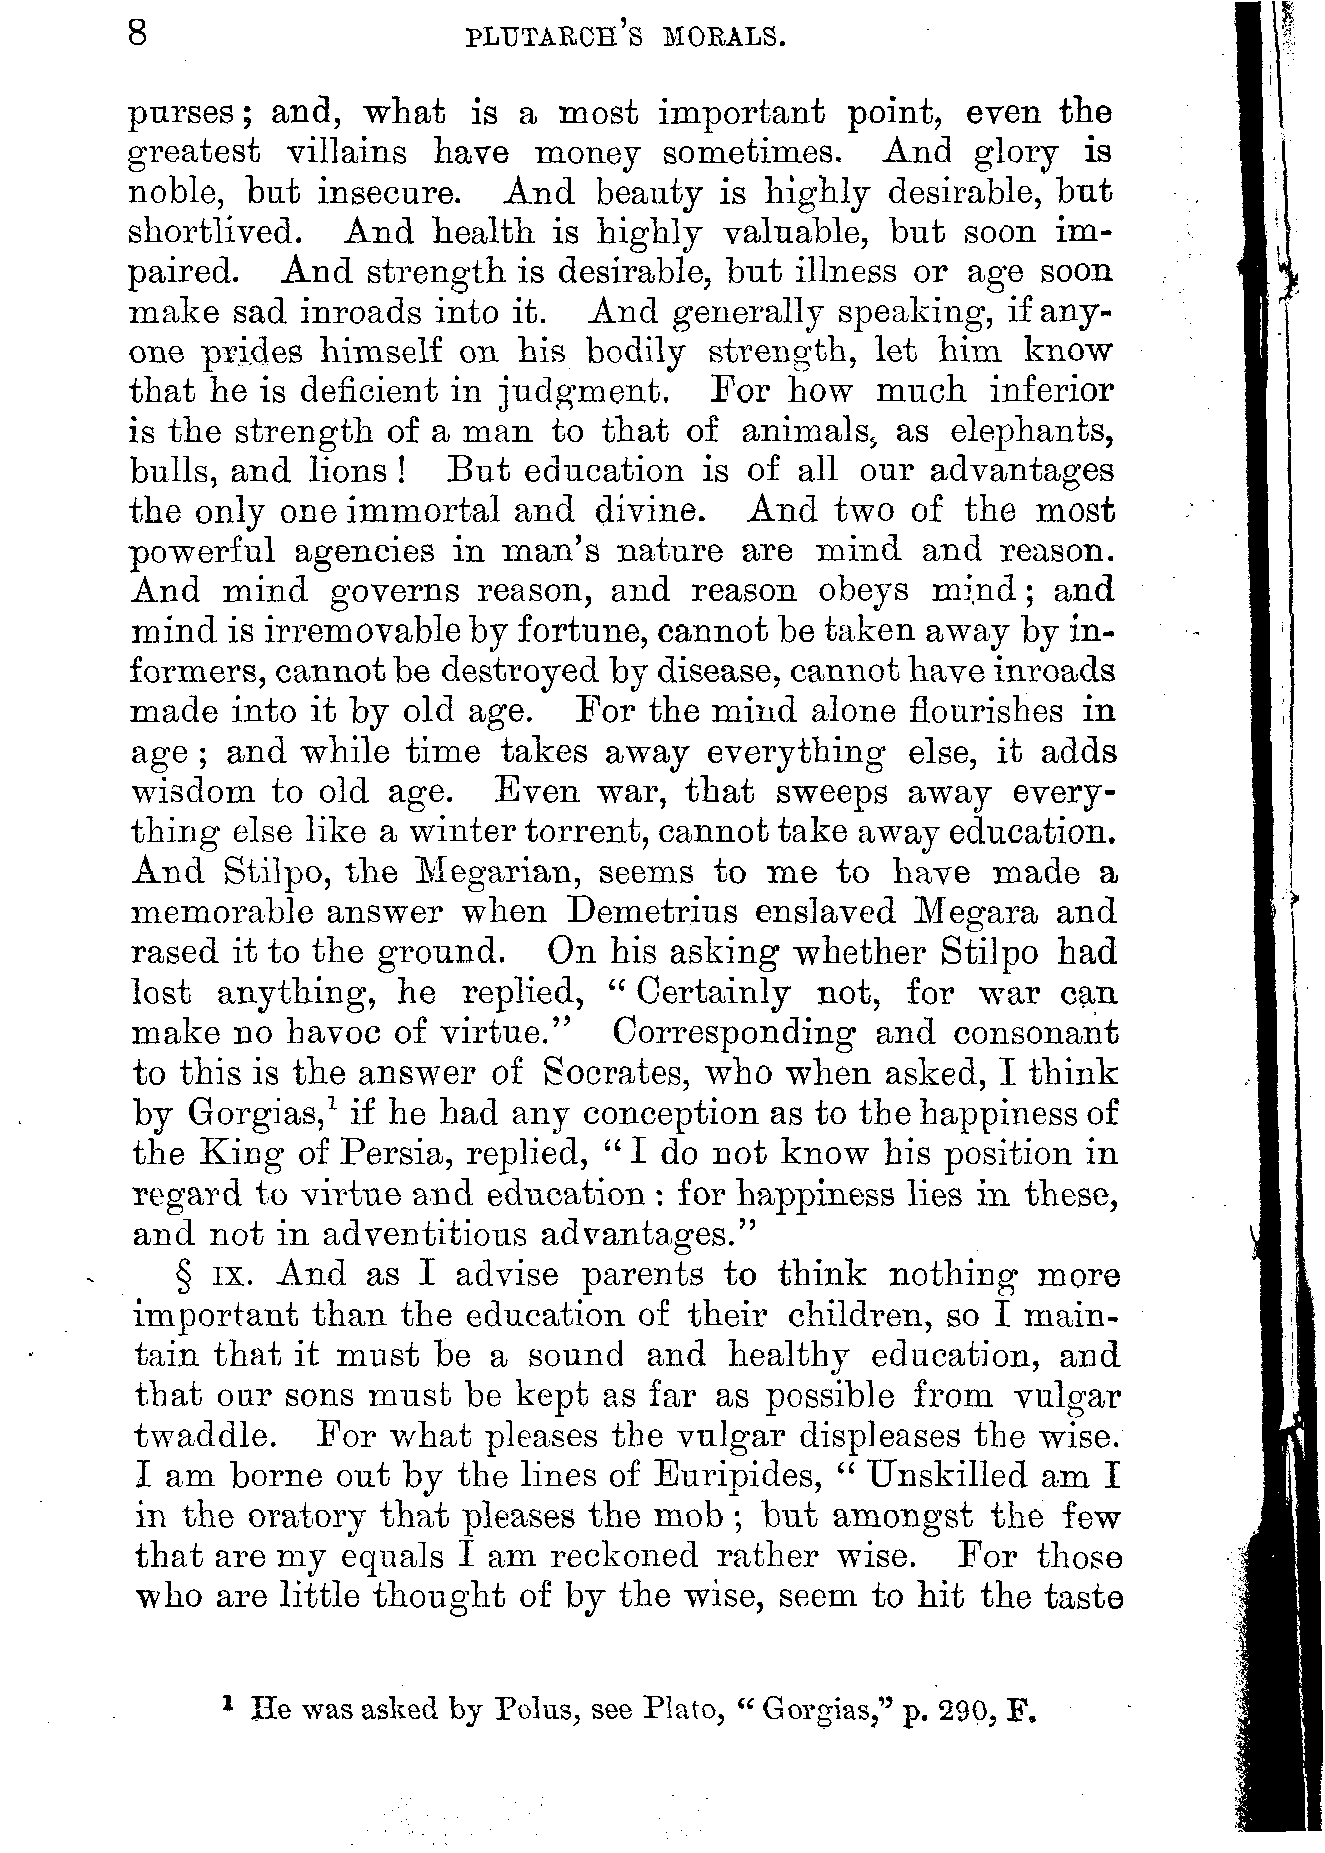 8 PLUTARCH'S MORALS.
purses; and, what is a most important point, even the
greatest villains have money sometimes. And glory is
noble, but insecure. And beauty is highly desirable, but
shortlived. And health is highly valuable, but soon im-
paired. And strength is desirable, but illness or age soon
make sad inroads into it. And generally speaking, if any-
one prides himself on his bodily strength, let him know
that he is deficient in judgment. For how much inferior
is the strength of a man to that of animals, as elephants,
bulls, and lions! But education is of all our advantages
the only one immortal and divine. And two of the most
powerful agencies in man's nature are mind and reason.
And mind governs reason, and reason obeys mind; and
mind is irremovable by fortune, cannot be taken away by in-
formers, cannot be destroyed by disease, cannot have inroads
made into it by old age. For the mind alone flourishes in
age; and while time takes away everything else, it adds
wisdom to old age. Even war, that sweeps away every-
thing else like a winter torrent, cannot take away education.
And Stilpo, the Megarian, seems to me to have made a
memorable answer when Demetrius enslaved Megara and
rased it to the ground. On his asking whether Stilpo had
lost anything, he replied, "Certainly not, for war can
make no havoc of virtue." Corresponding and consonant
to this is the answer of Socrates, who when asked, I think
by Gorgias,¹ if he had any conception as to the happiness of
the King of Persia, replied, "I do not know his position in
regard to virtue and education: for happiness lies in these,
and not in adventitious advantages."
§ IX. And as I advise parents to think nothing more
important than the education of their children, so I main-
tain that it must be a sound and healthy education, and
that our sons must be kept as far as possible from vulgar
twaddle. For what pleases the vulgar displeases the wise.
I am borne out by the lines of Euripides, "Unskilled am I
in the oratory that pleases the mob; but amongst the few
that are my equals I am reckoned rather wise. For those
who are little thought of by the wise, seem to hit the taste
¹ He was asked by Polus, see Plato, "Gorgias," p. 290, F.